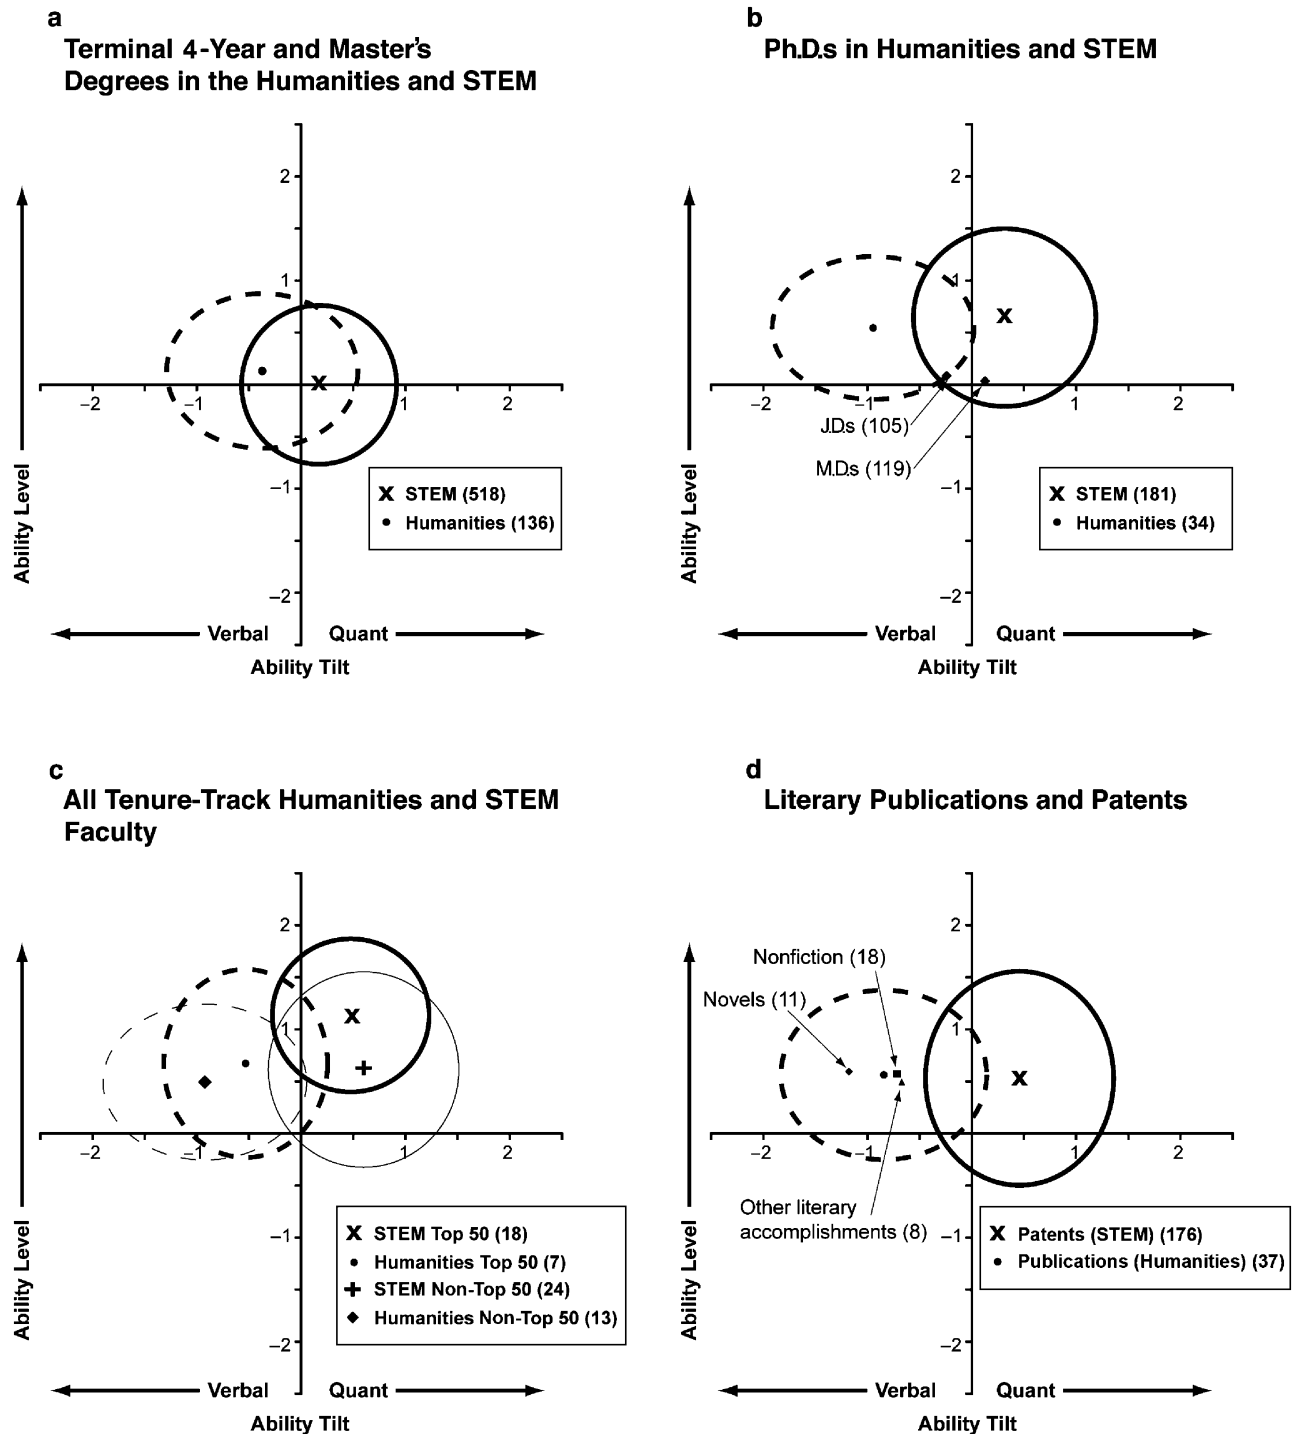 a
Terminal 4-Year and Master's
Degrees in the Humanities and STEM
2
1
–2
–1
1
2
–1
–2
Ability Level
X STEM (518)
• Humanities (136)
Verbal
Quant
Ability Tilt
b
Ph.D.s in Humanities and STEM
2
1
–2
–1
1
2
J.D.s (105)
M.D.s (119)
–1
–2
Ability Level
X STEM (181)
• Humanities (34)
Verbal
Quant
Ability Tilt
c
All Tenure-Track Humanities and STEM
Faculty
2
1
–2
–1
1
2
–1
–2
Ability Level
X STEM Top 50 (18)
• Humanities Top 50 (7)
+ STEM Non-Top 50 (24)
◆ Humanities Non-Top 50 (13)
Verbal
Quant
Ability Tilt
d
Literary Publications and Patents
2
Nonfiction (18)
Novels (11)
1
–2
–1
1
2
Other literary
accomplishments (8)
–1
–2
Ability Level
X Patents (STEM) (176)
• Publications (Humanities) (37)
Verbal
Quant
Ability Tilt